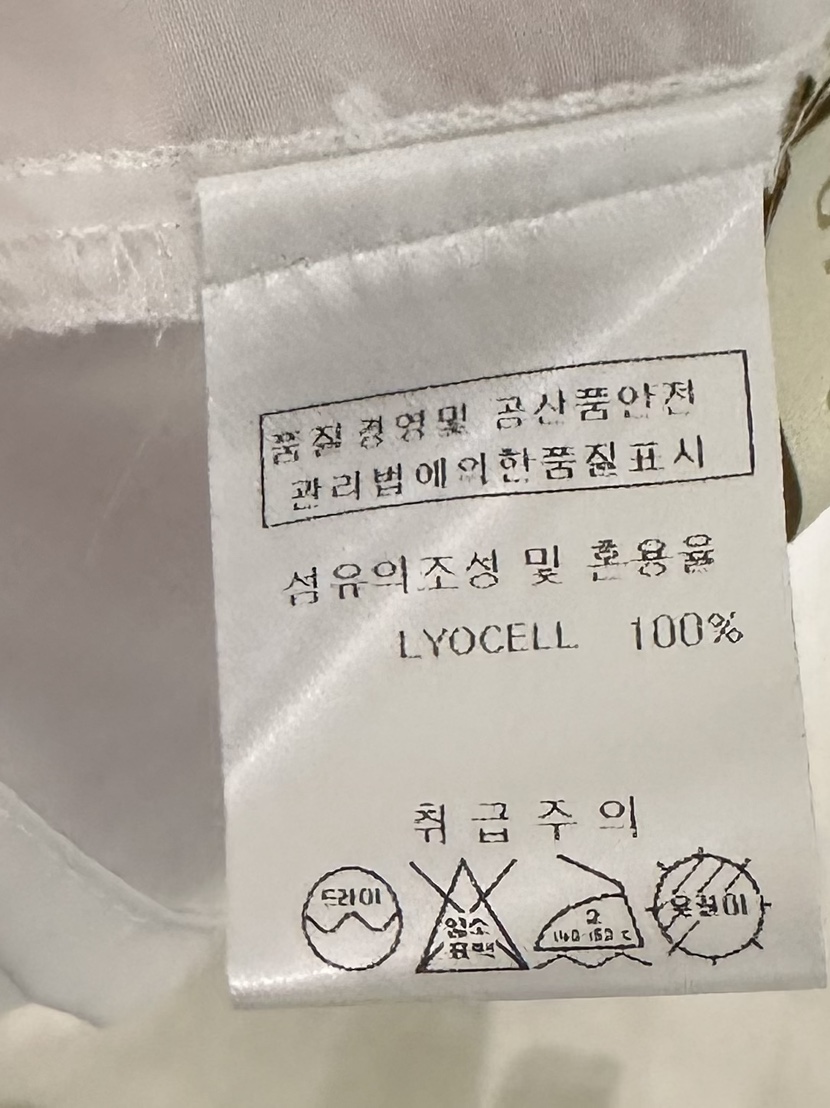 품질경영및 공산품안전
관리법에의한품질표시
섬유의조성 및 혼용율
LYOCELL 100%
취급주의
드라이
염소
표백
2
옷걸이